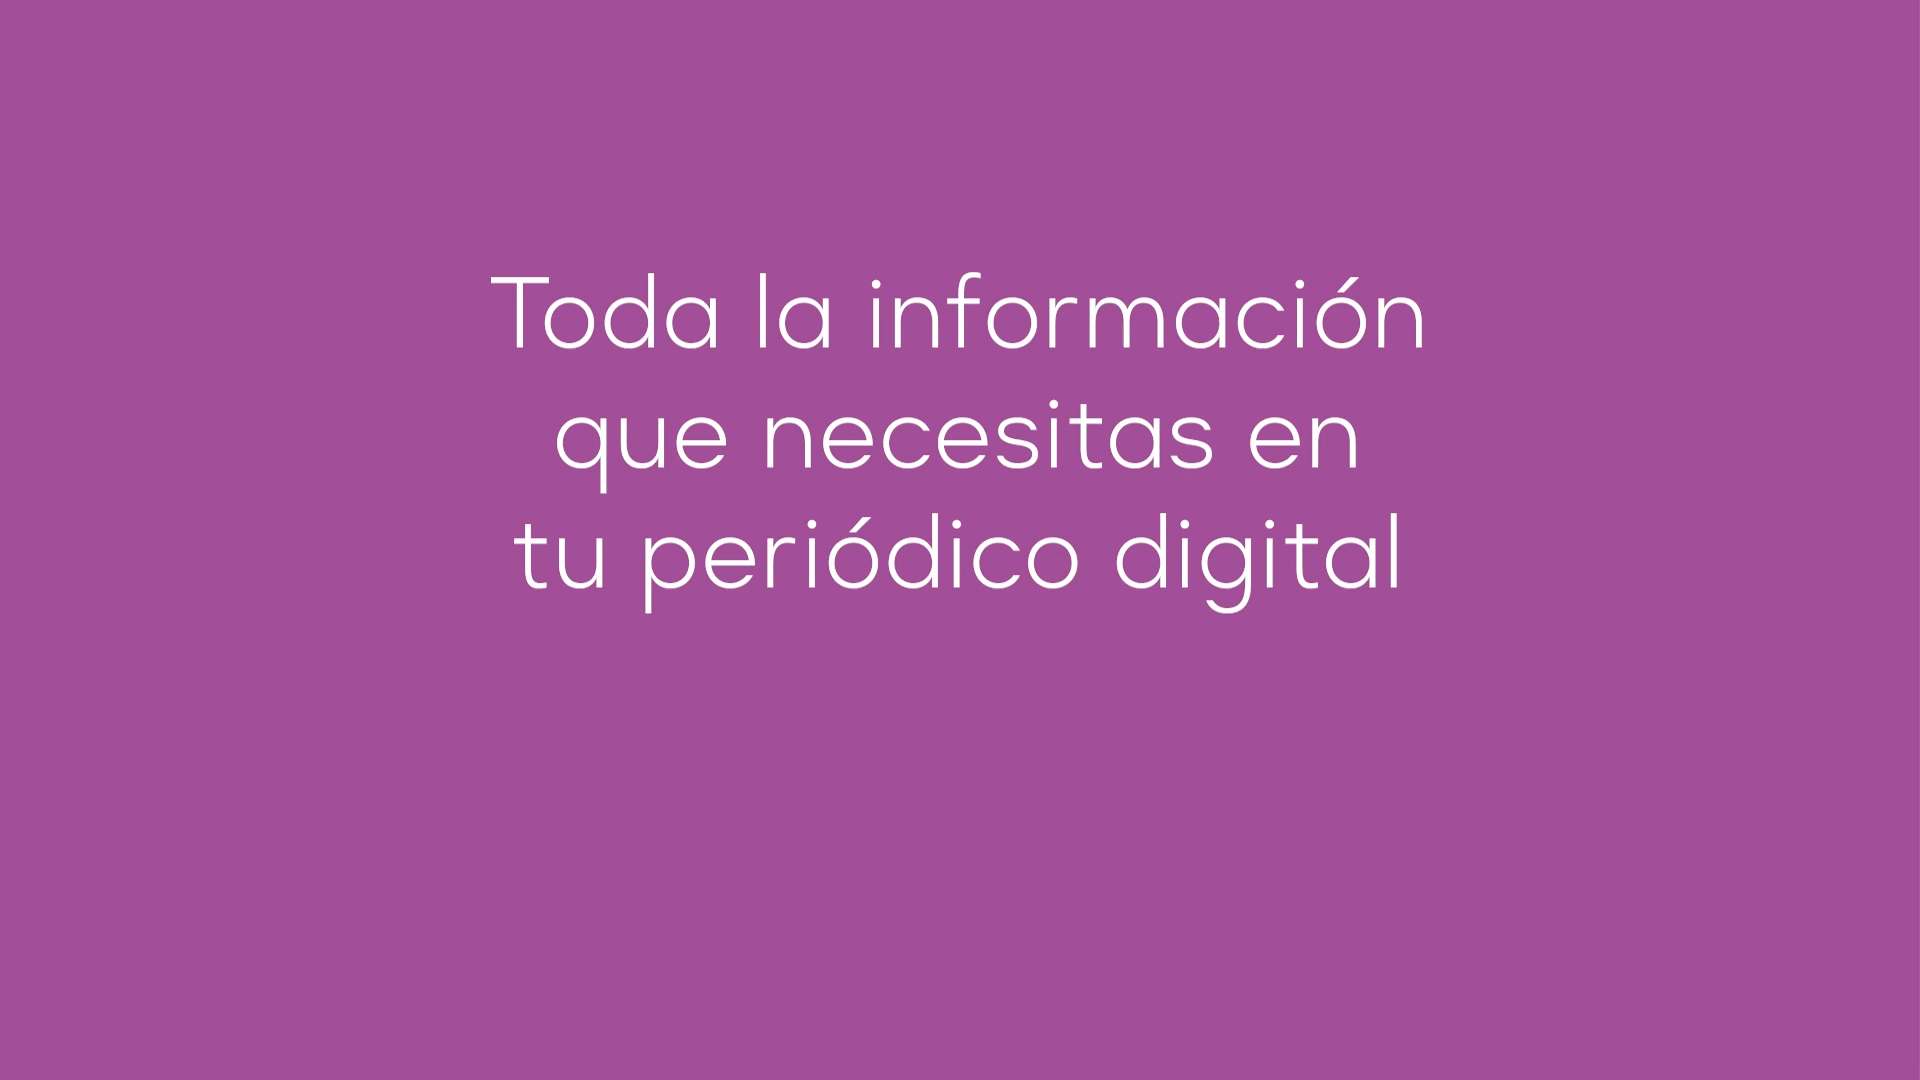 Toda la información
que necesitas en
tu periódico digital